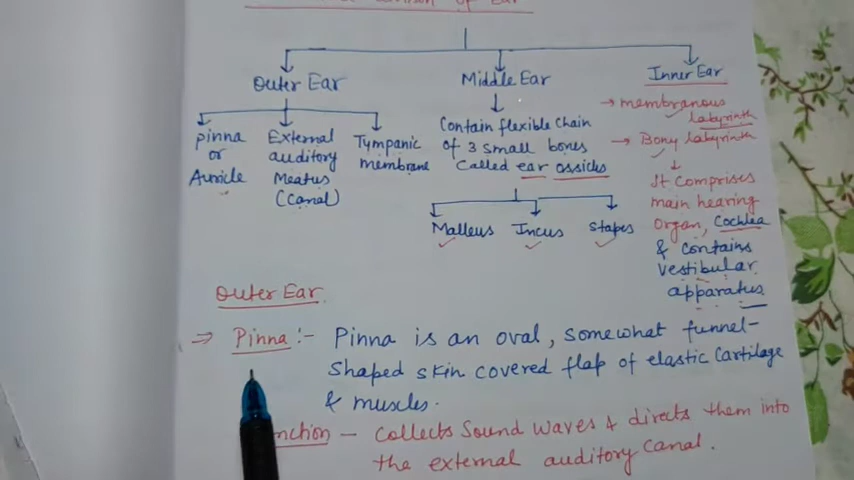 of Ear
Outer Ear
Middle Ear
Inner Ear
pinna
or
Auricle
External
auditory
Meatus
(canal)
Tympanic
membrane
Contain flexible chain
of 3 small bones
Called ear ossicles
Malleus
Incus
stapes
→ membranous
labyrinth
→ Bony labyrinth
It Comprises
main hearing
organ, Cochlea
& contains
vestibular
apparatus
Outer Ear
⇒ Pinna :- Pinna is an oval, somewhat funnel-
shaped skin covered flap of elastic cartilage
& muscles.
nction – collects sound waves & directs them into
the external auditory canal.